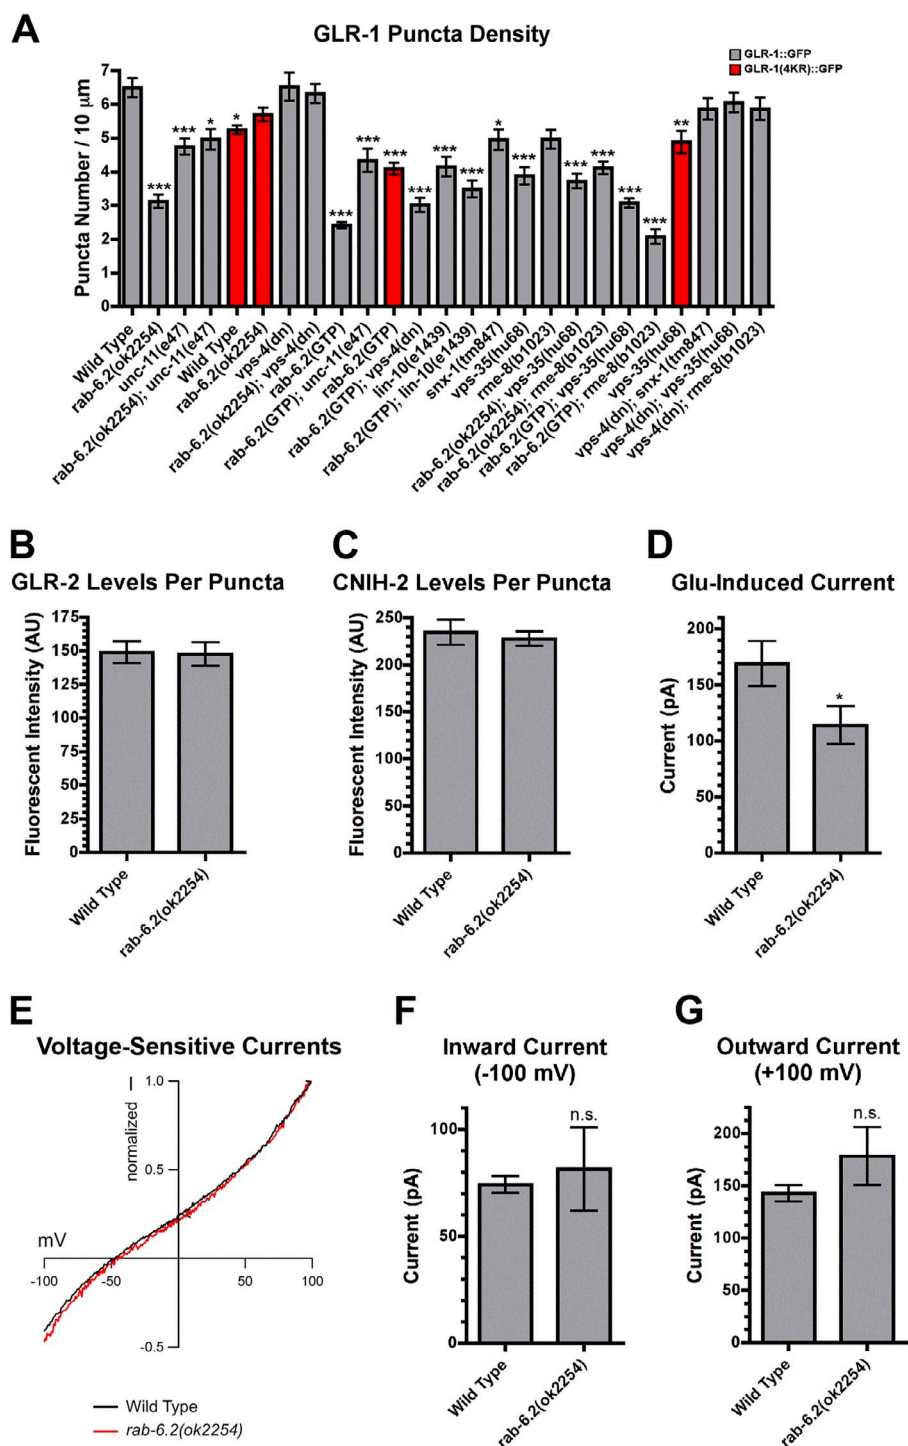 A
GLR-1 Puncta Density
GLR-1::GFP
GLR-1(4KR)::GFP
Puncta Number / 10 µm
7
6
5
4
3
2
1
0
***
***
*
*
***
***
***
***
***
***
*
***
***
***
***
***
**
Wild Type
rab-6.2(ok2254)
unc-11(e47)
rab-6.2(ok2254); unc-11(e47)
Wild Type
rab-6.2(ok2254)
vps-4(dn)
rab-6.2(ok2254); vps-4(dn)
rab-6.2(GTP)
rab-6.2(GTP); unc-11(e47)
rab-6.2(GTP)
rab-6.2(GTP); vps-4(dn)
lin-10(e1439)
rab-6.2(GTP); lin-10(e1439)
snx-1(tm847)
vps-35(hu68)
rme-8(b1023)
rab-6.2(ok2254); vps-35(hu68)
rab-6.2(ok2254); rme-8(b1023)
rab-6.2(GTP); vps-35(hu68)
rab-6.2(GTP); rme-8(b1023)
vps-35(hu68)
vps-4(dn); snx-1(tm847)
vps-4(dn); vps-35(hu68)
vps-4(dn); rme-8(b1023)
B
GLR-2 Levels Per Puncta
Fluorescent Intensity (AU)
175
150
125
100
75
50
25
0
Wild Type
rab-6.2(ok2254)
C
CNIH-2 Levels Per Puncta
Fluorescent Intensity (AU)
250
200
150
100
50
0
Wild Type
rab-6.2(ok2254)
D
Glu-Induced Current
Current (pA)
200
150
100
50
0
*
Wild Type
rab-6.2(ok2254)
E
Voltage-Sensitive Currents
I
normalized
1.0
0.5
-0.5
mV
-100
-50
50
100
Wild Type
rab-6.2(ok2254)
F
Inward Current
(-100 mV)
Current (pA)
100
50
0
n.s.
Wild Type
rab-6.2(ok2254)
G
Outward Current
(+100 mV)
Current (pA)
200
150
100
50
0
n.s.
Wild Type
rab-6.2(ok2254)